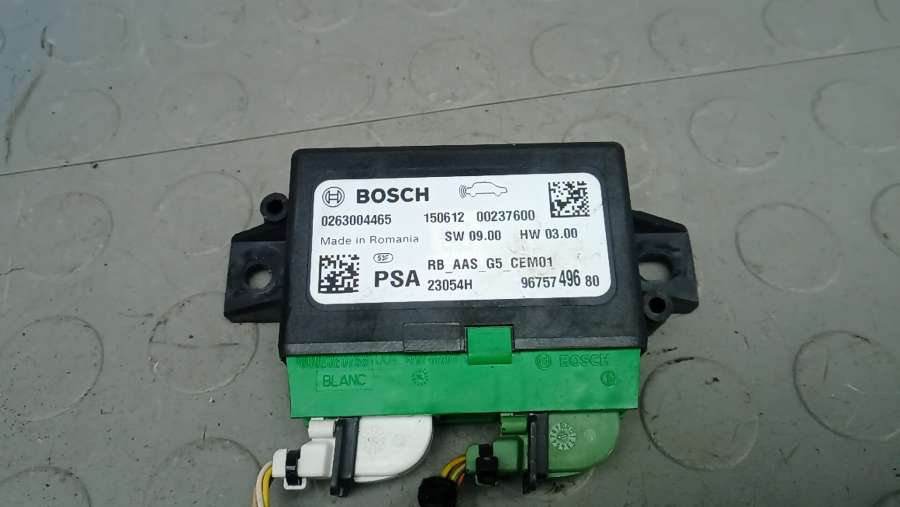 BOSCH
0263004465 150612 00237600
Made in Romania SW 09.00 HW 03.00
S3F RB_AAS_G5_CEM01
PSA 23054H 96757 496 80
BOSCH
BLANC